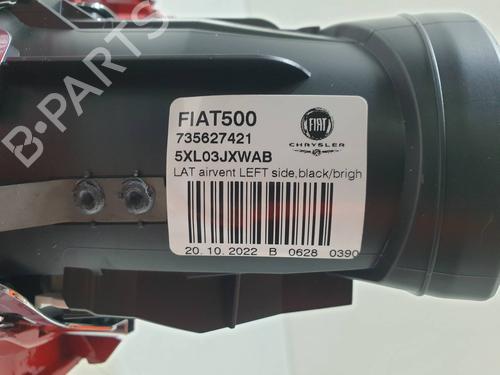 FIAT500
735627421
5XL03JXWAB
FIAT
CHRYSLER
LAT airvent LEFT side,black/brigh
20. 10. 2022 B 0628 0390
B-PARTS